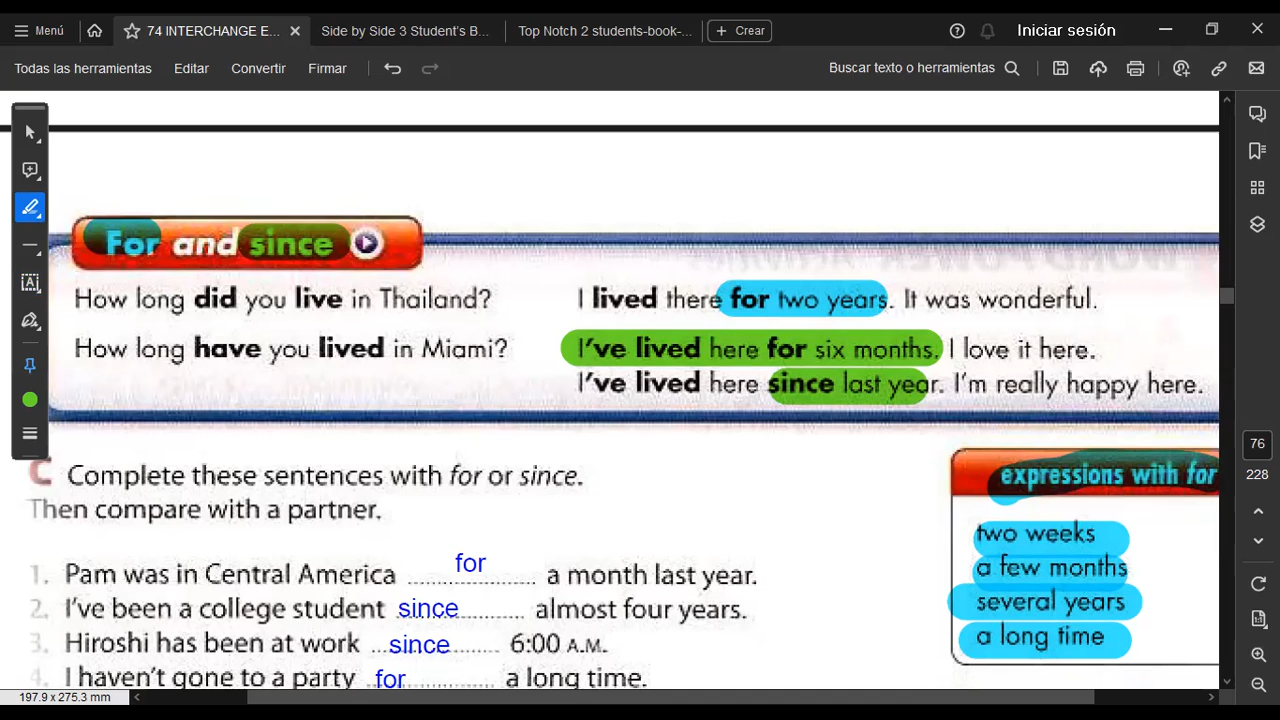 Menú 74 INTERCHANGE E... Side by Side 3 Student's B... Top Notch 2 students-book-... Crear Iniciar sesión
Todas las herramientas Editar Convertir Firmar Buscar texto o herramientas
For and since
How long did you live in Thailand? I lived there for two years. It was wonderful.
How long have you lived in Miami? I've lived here for six months. I love it here.
I've lived here since last year. I'm really happy here.
C Complete these sentences with for or since.
Then compare with a partner.
expressions with for
two weeks
a few months
several years
a long time
1. Pam was in Central America for a month last year.
2. I've been a college student since almost four years.
3. Hiroshi has been at work since 6:00 A.M.
4. I haven't gone to a party for a long time.
76
228
197.9 x 275.3 mm